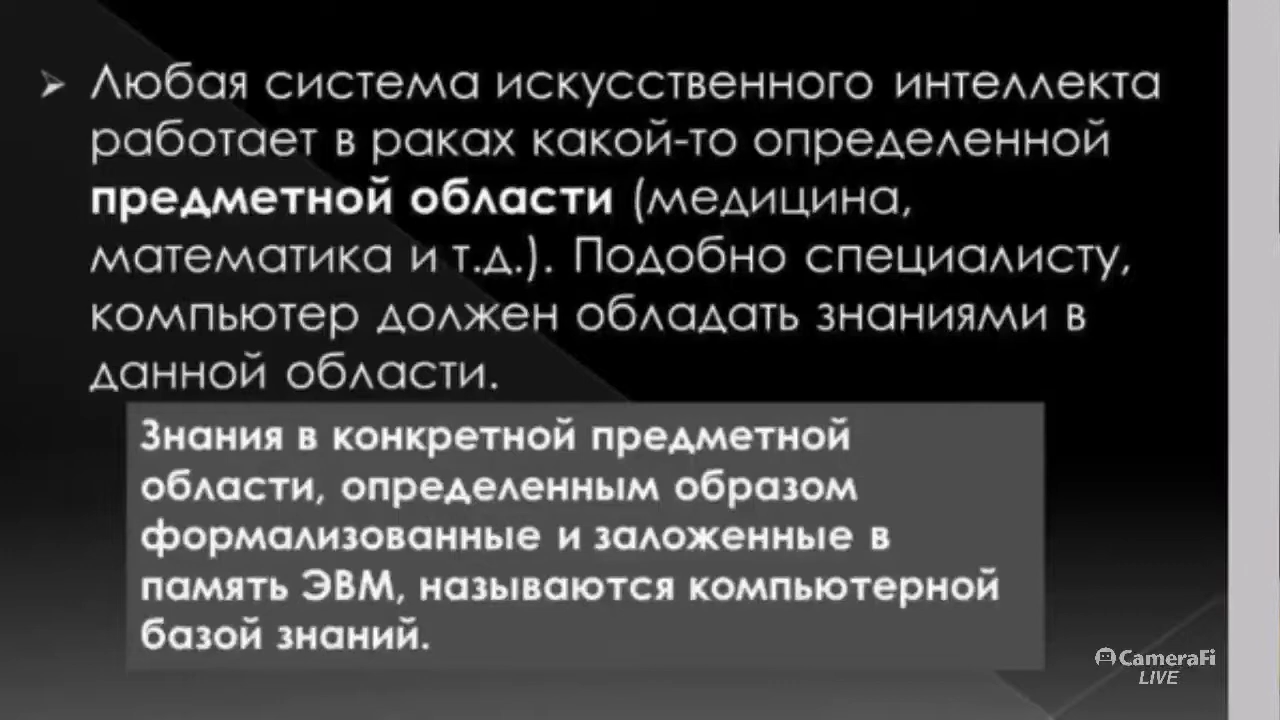 ➢ Любая система искусственного интеллекта
работает в раках какой-то определенной
предметной области (медицина,
математика и т.д.). Подобно специалисту,
компьютер должен обладать знаниями в
данной области.
Знания в конкретной предметной
области, определенным образом
формализованные и заложенные в
память ЭВМ, называются компьютерной
базой знаний.
CameraFi
LIVE